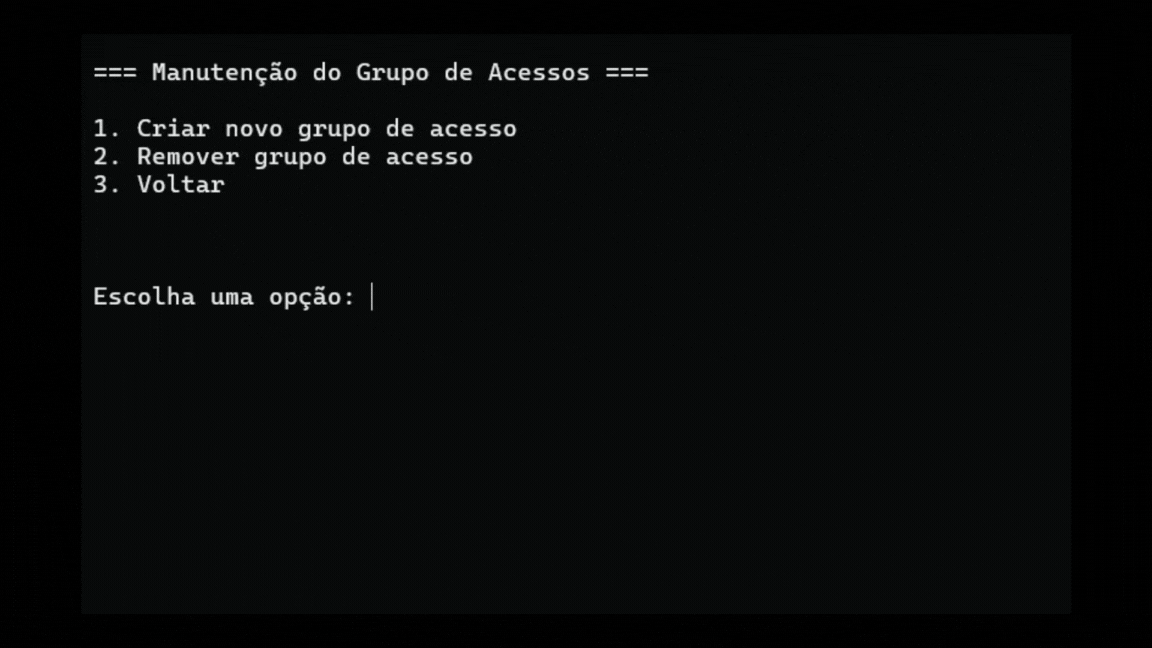 === Manutenção do Grupo de Acessos ===
1. Criar novo grupo de acesso
2. Remover grupo de acesso
3. Voltar
Escolha uma opção: